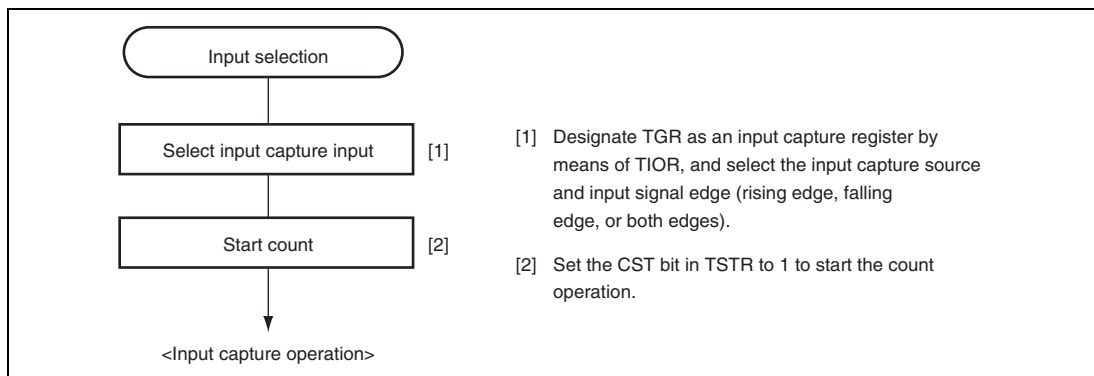 Input selection
Select input capture input
[1]
Start count
[2]
<Input capture operation>
[1] Designate TGR as an input capture register by
means of TIOR, and select the input capture source
and input signal edge (rising edge, falling
edge, or both edges).
[2] Set the CST bit in TSTR to 1 to start the count
operation.